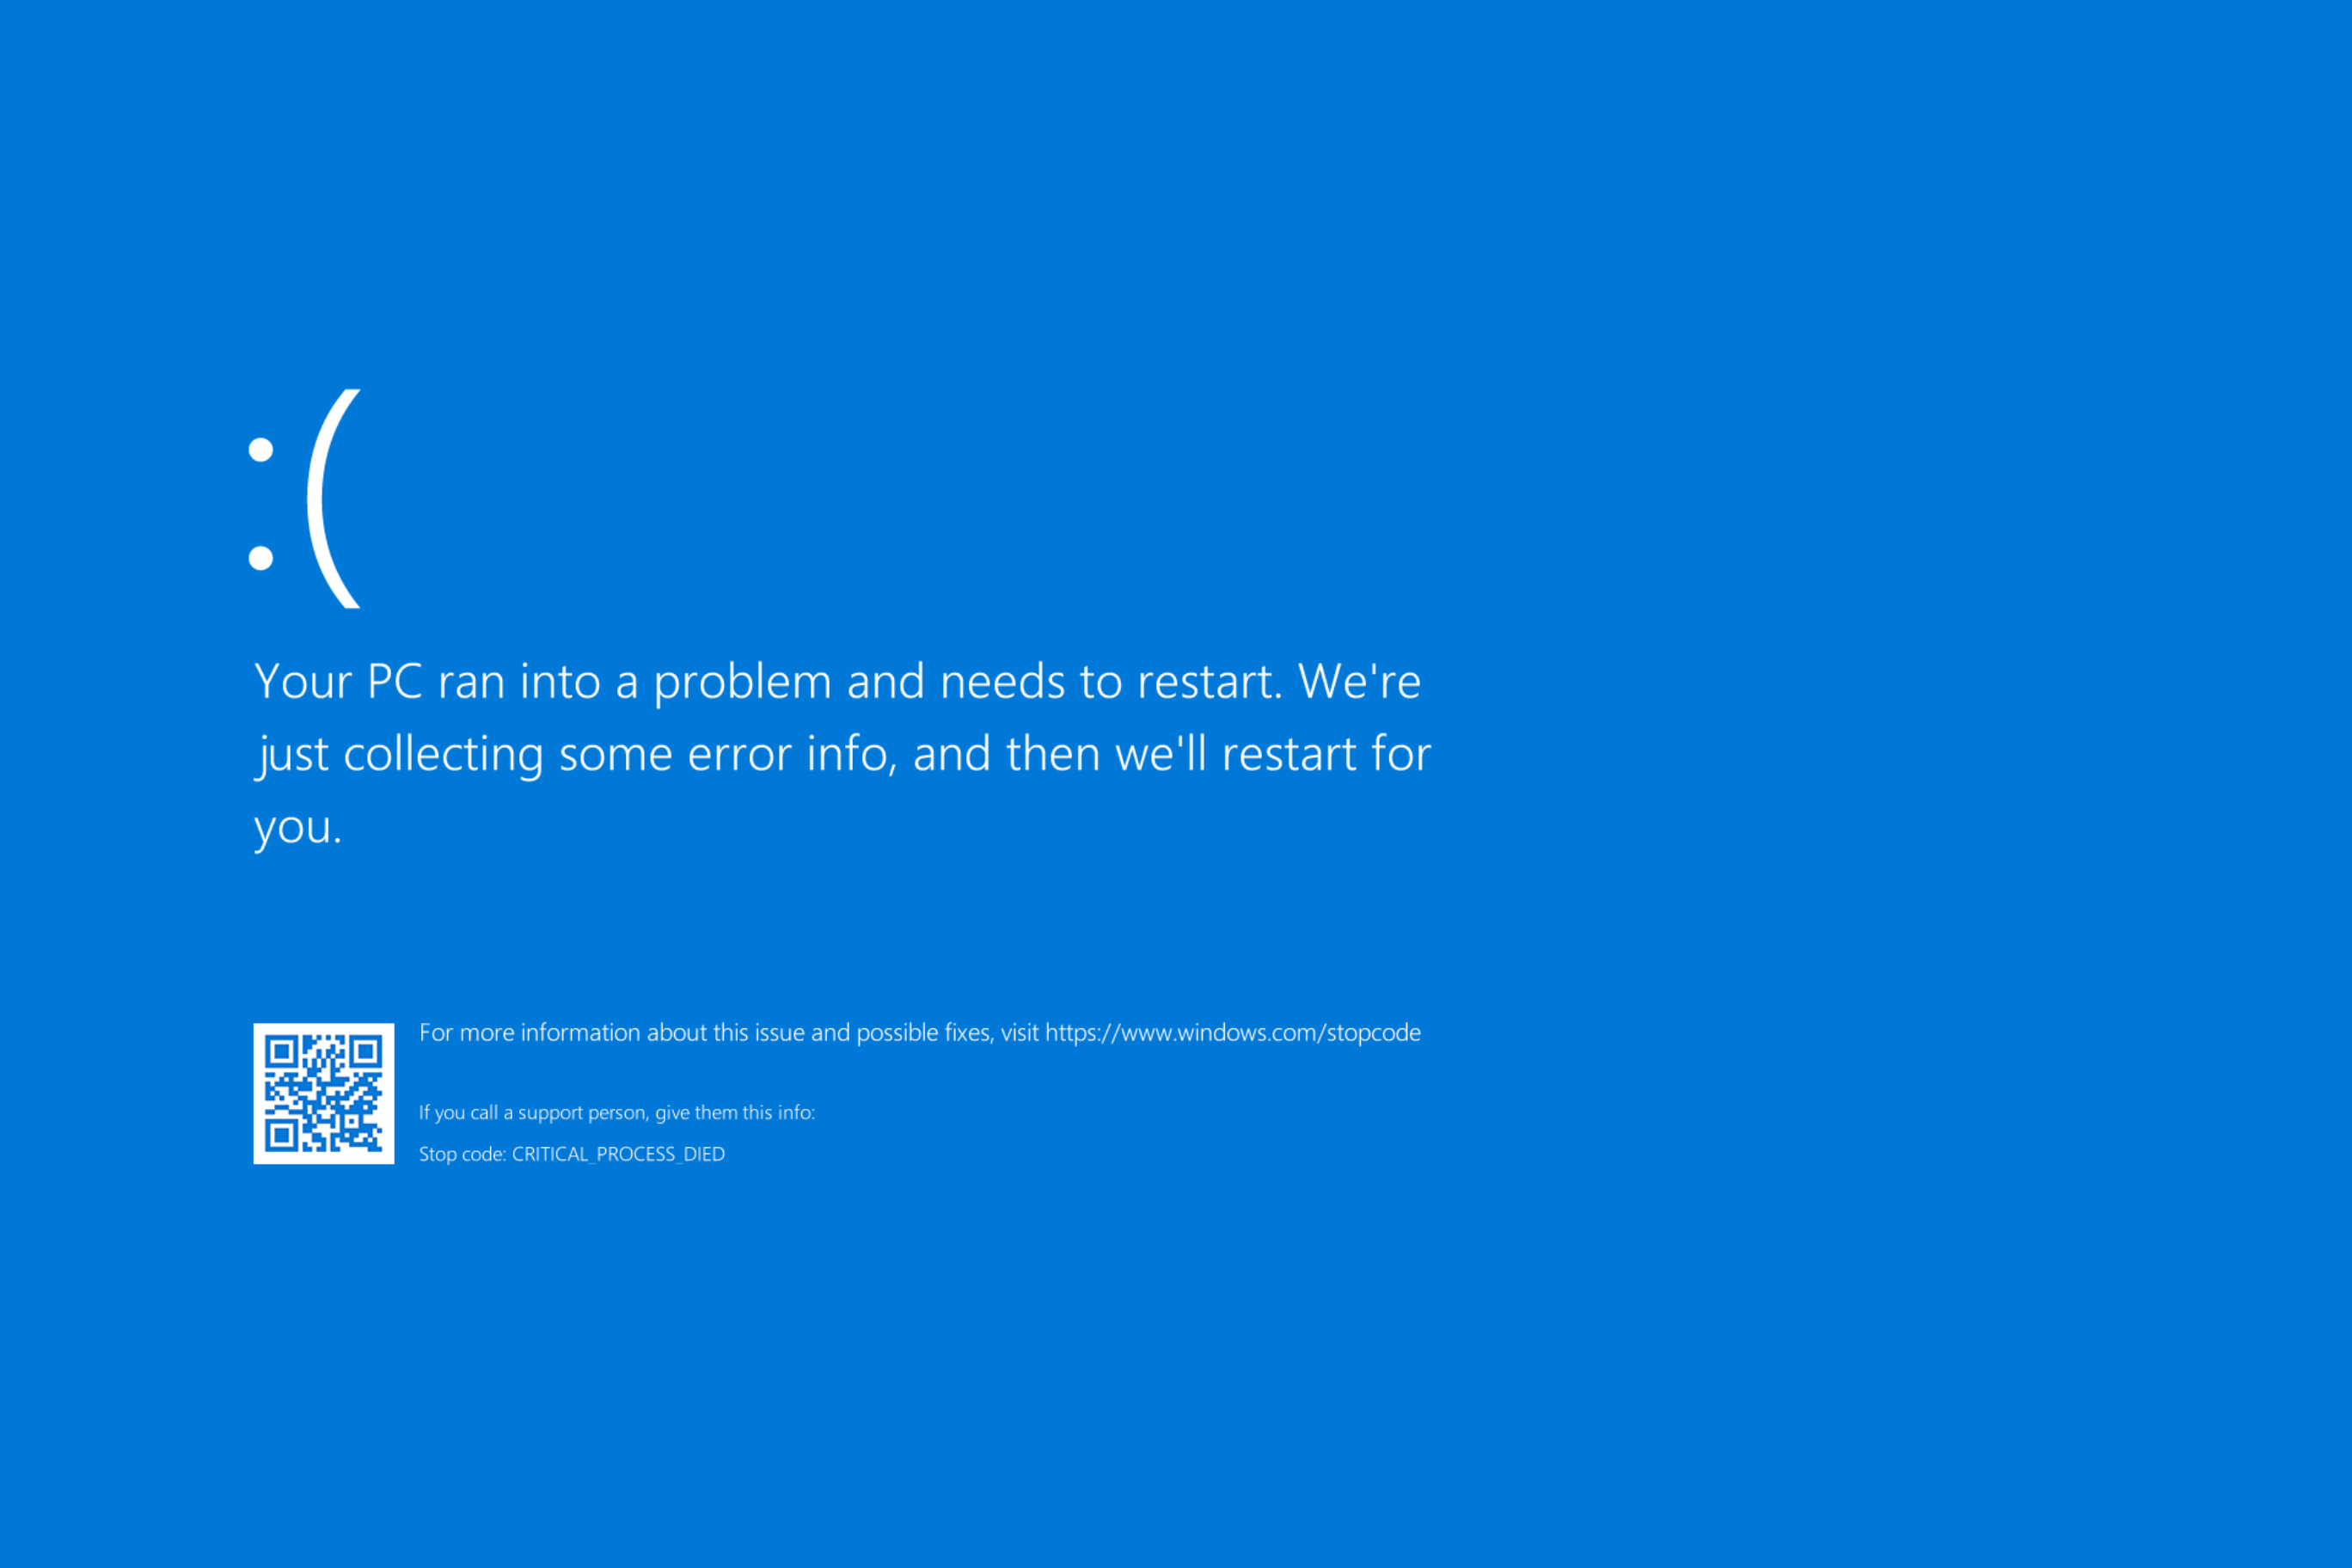 :(
Your PC ran into a problem and needs to restart. We're
just collecting some error info, and then we'll restart for
you.
For more information about this issue and possible fixes, visit https://www.windows.com/stopcode
If you call a support person, give them this info:
Stop code: CRITICAL_PROCESS_DIED